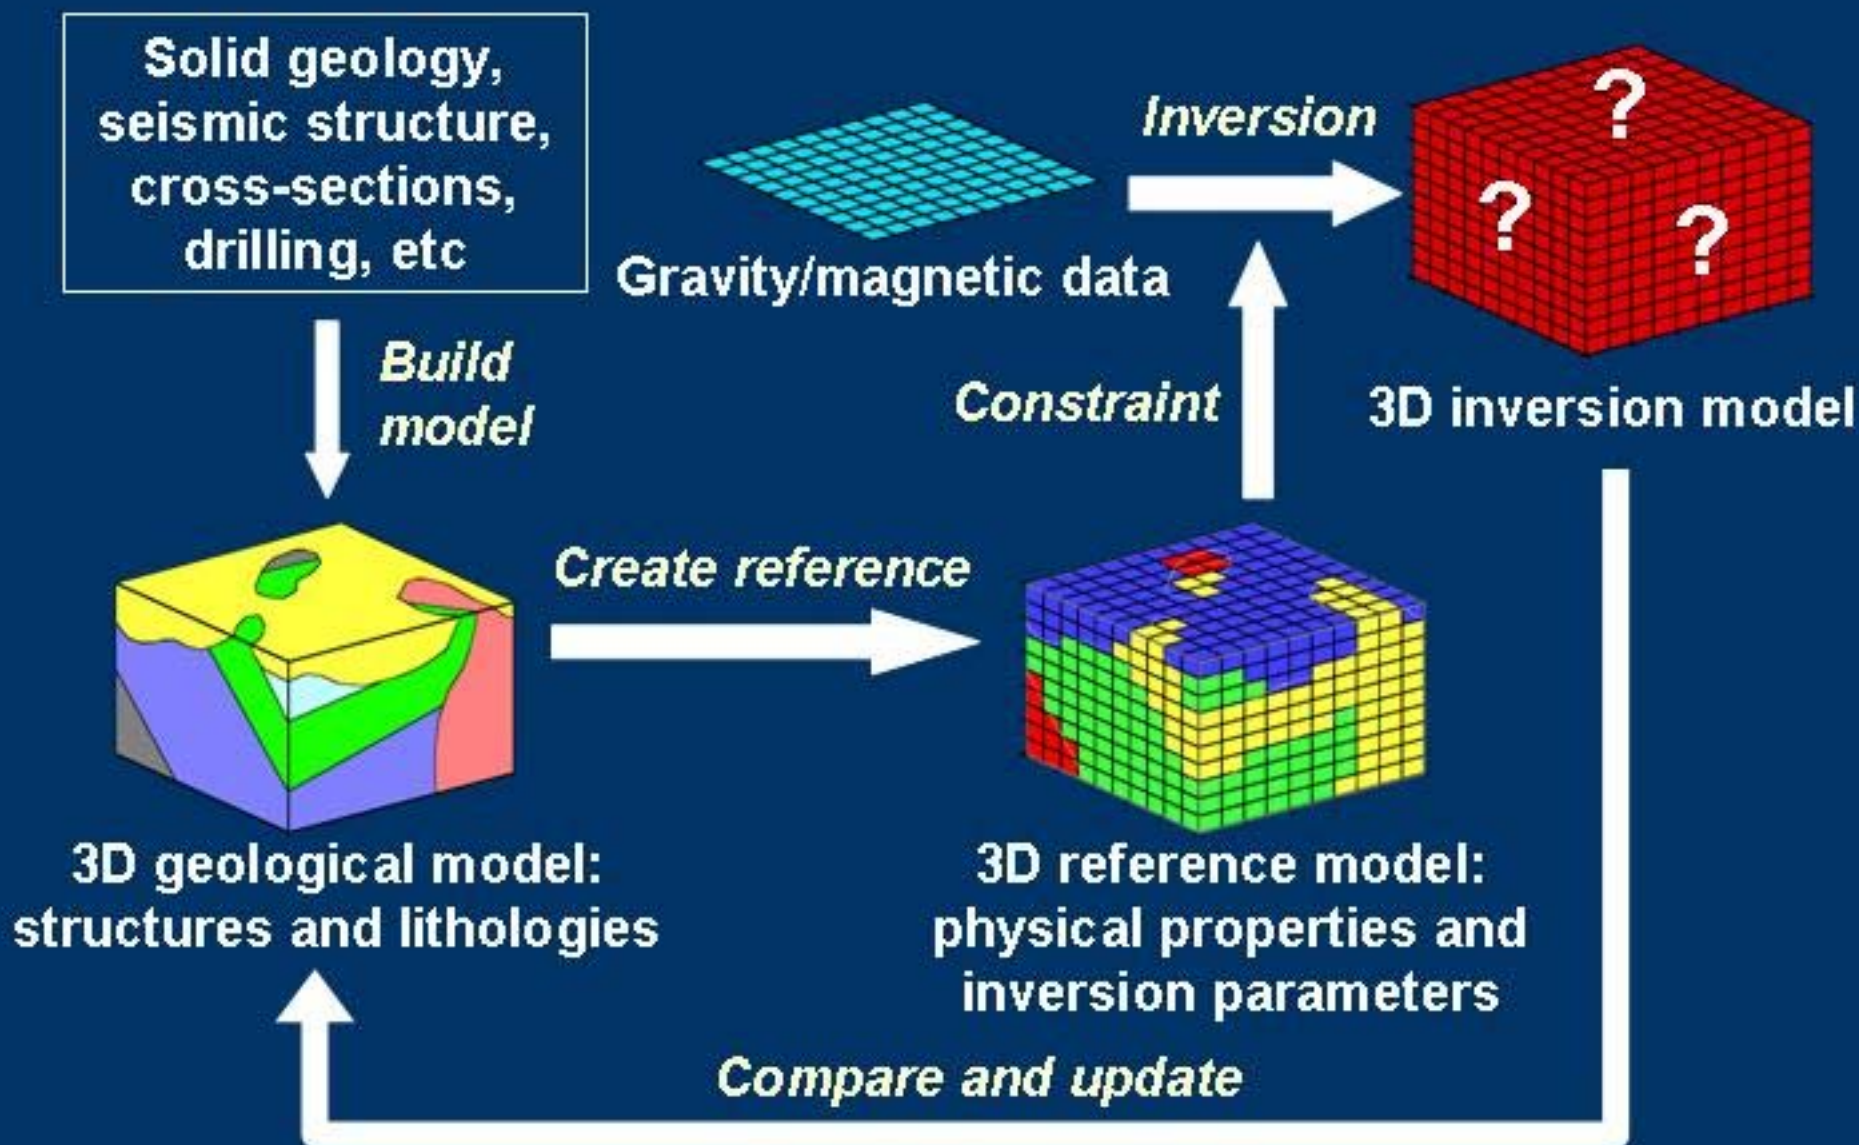 Solid geology,
seismic structure,
cross-sections,
drilling, etc
Gravity/magnetic data
Inversion
?
?
?
3D inversion model
Build
model
Constraint
Create reference
3D geological model:
structures and lithologies
3D reference model:
physical properties and
inversion parameters
Compare and update